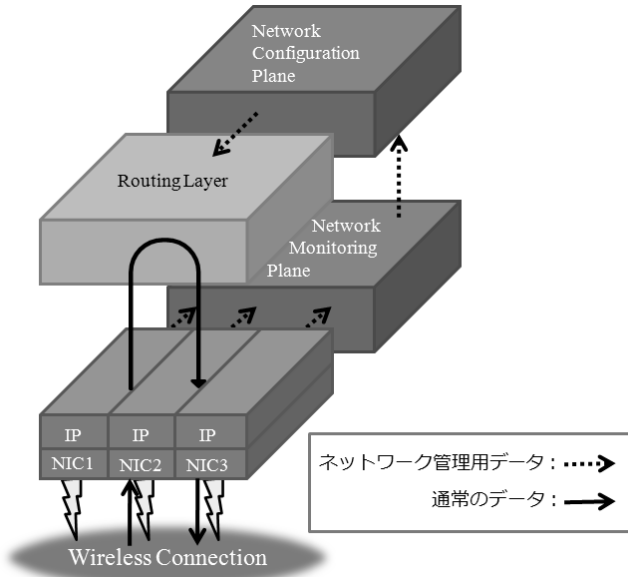 Network
Configuration
Plane
Routing Layer
Network
Monitoring
Plane
IP IP IP
NIC1 NIC2 NIC3
Wireless Connection
ネットワーク管理用データ :
通常のデータ :